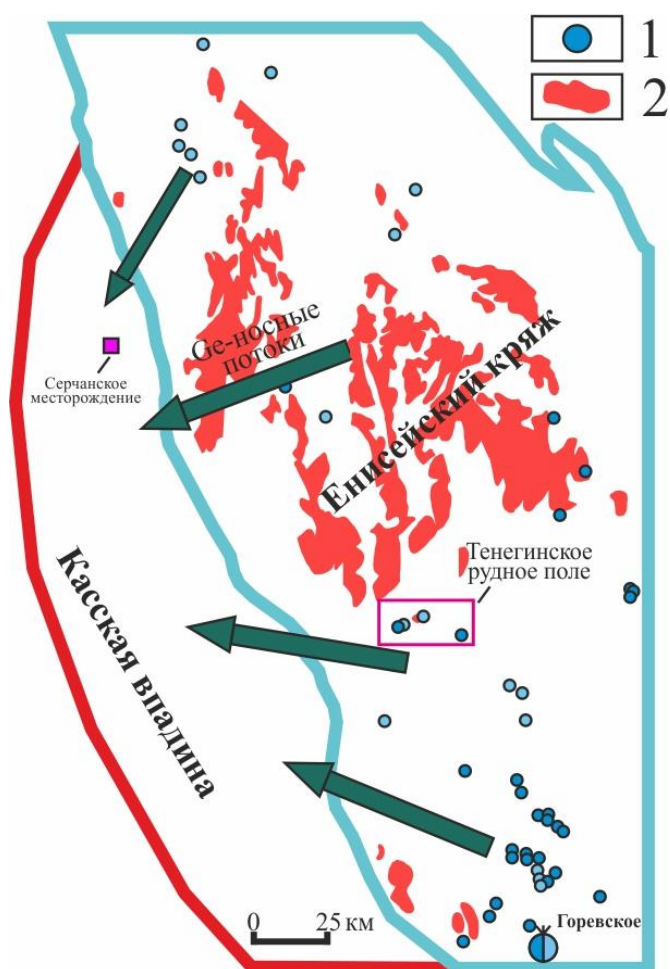 1
2
Ge-носные
потоки
Серчанское
месторождение
Енисейский кряж
Тенегинское
рудное поле
Касская впадина
Горевское
0 25 км